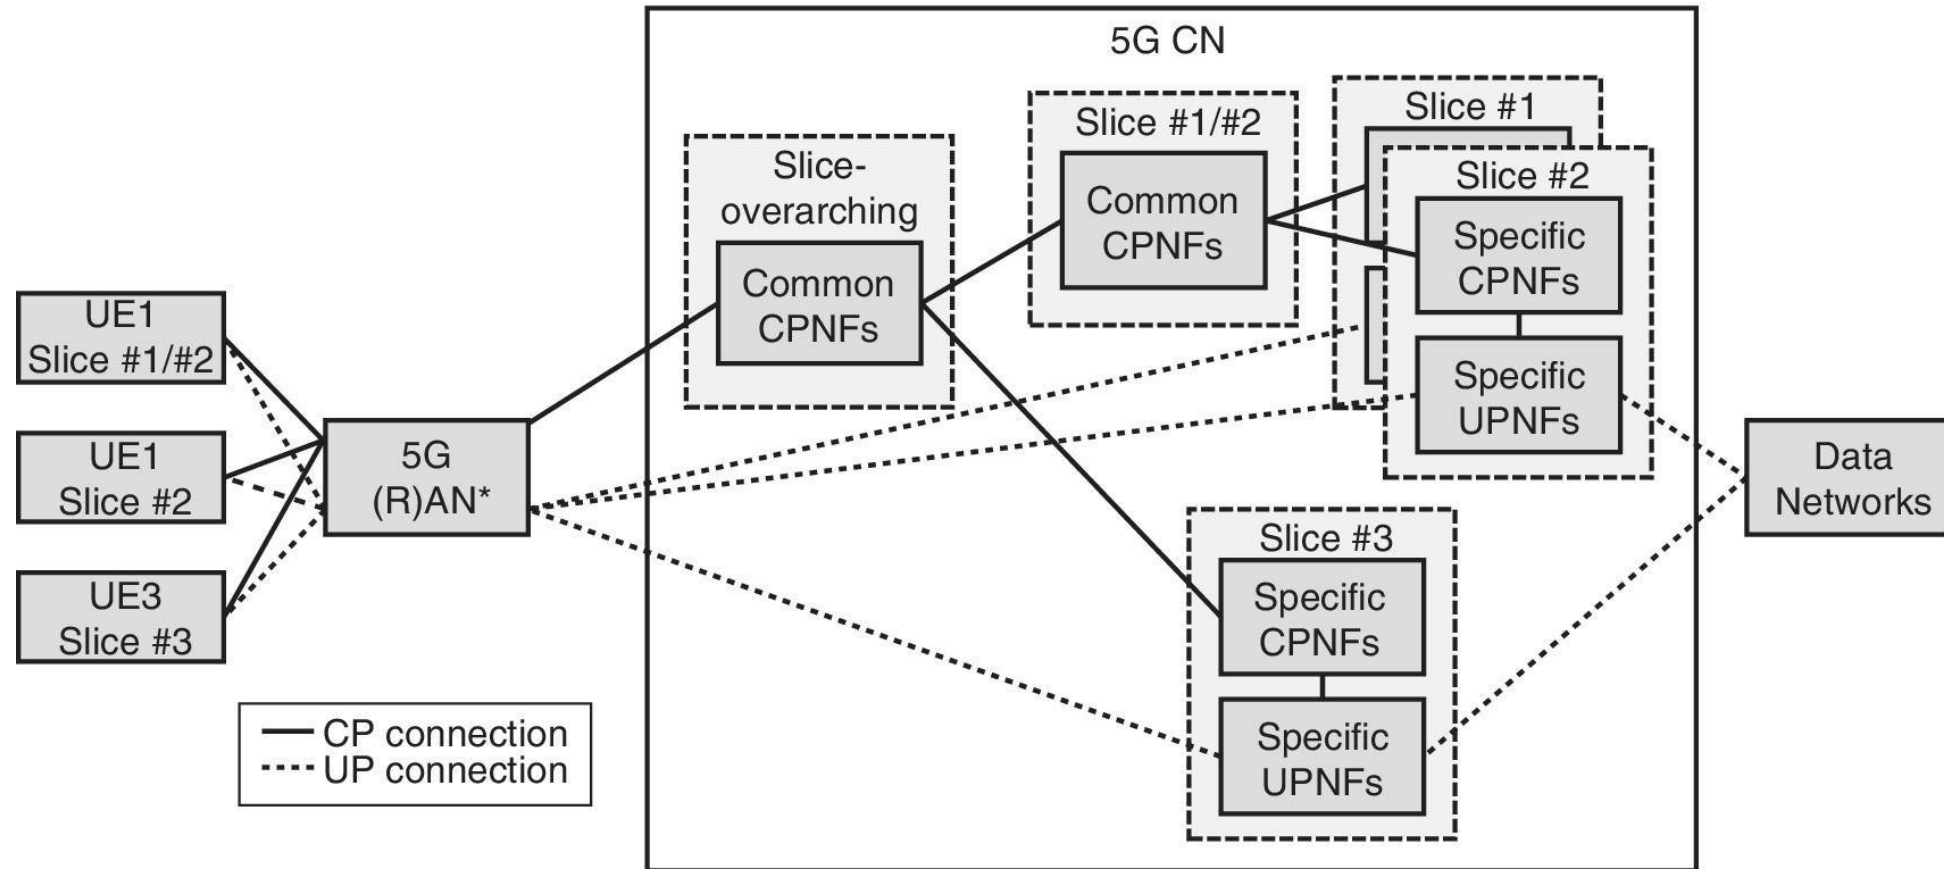 5G CN
Slice #1
Slice #1/#2
Slice-
overarching
Common
CPNFs
Common
CPNFs
Slice #2
Specific
CPNFs
Specific
UPNFs
UE1
Slice #1/#2
UE1
Slice #2
UE3
Slice #3
5G
(R)AN*
Data
Networks
Slice #3
Specific
CPNFs
Specific
UPNFs
CP connection
UP connection